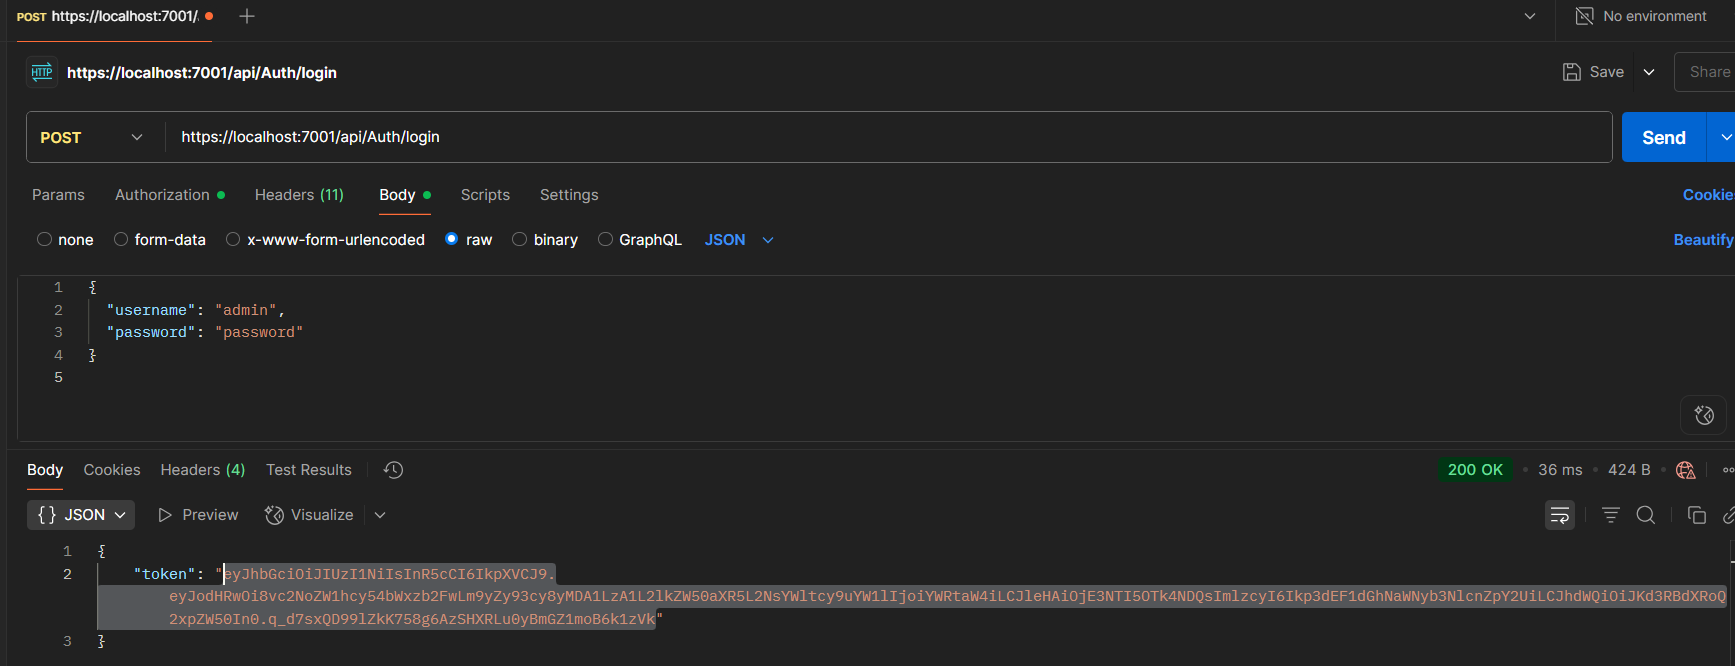 POST https://localhost:7001/.
No environment
HTTP https://localhost:7001/api/Auth/login
Save
Share
POST
https://localhost:7001/api/Auth/login
Send
Params Authorization Headers (11) Body Scripts Settings
Cookie
none form-data x-www-form-urlencoded raw binary GraphQL JSON
Beautify
1 {
2 "username": "admin",
3 "password": "password"
4 }
5
Body Cookies Headers (4) Test Results
200 OK • 36 ms • 424 B
{} JSON Preview Visualize
1 {
2 "token": "eyJhbGciOiJIUzI1NiIsInR5cCI6IkpXVCJ9.
eyJodHRwOi8vc2NoZW1hcy54bWxzb2FwLm9yZy93cy8yMDA1LzA1L2lkZW50aXR5L2NsYWltcy9uYW1lIjoiYWRtaW4iLCJleHAiOjE3NTI5OTk4NDQsImlzcyI6Ikp3dEF1dGhNaWNyb3NlcnZpY2UiLCJhdWQiOiJKd3RBdXRoQ
2xpZW50In0.q_d7sxQD99lZkK758g6AzSHXRLu0yBmGZ1moB6k1zVk"
3 }